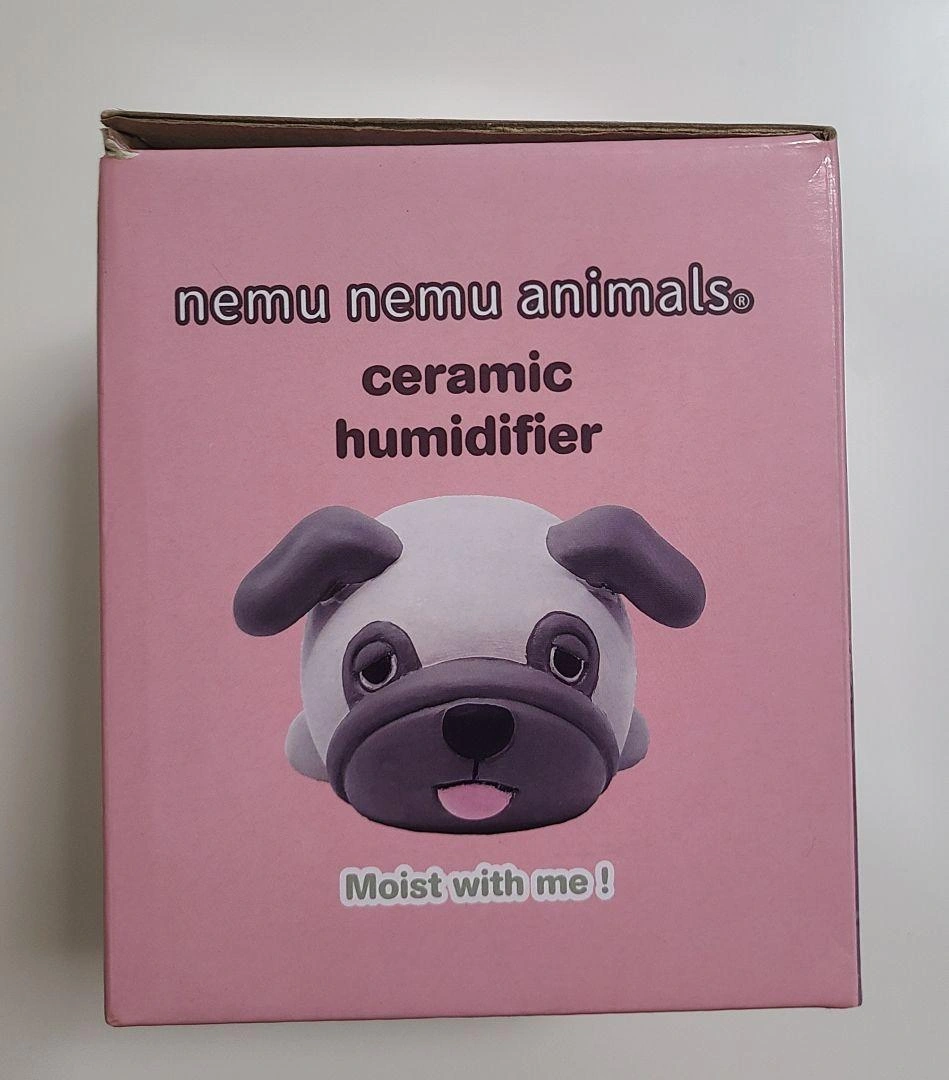 nemu nemu animals®
ceramic
humidifier
Moist with me !